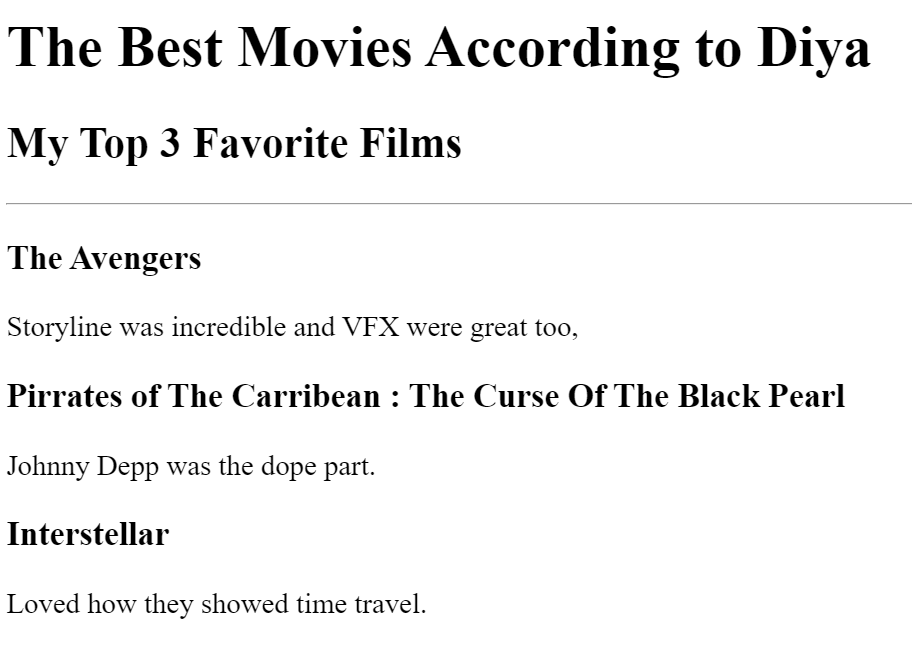 The Best Movies According to Diya
My Top 3 Favorite Films
The Avengers
Storyline was incredible and VFX were great too,
Pirrates of The Carribean : The Curse Of The Black Pearl
Johnny Depp was the dope part.
Interstellar
Loved how they showed time travel.